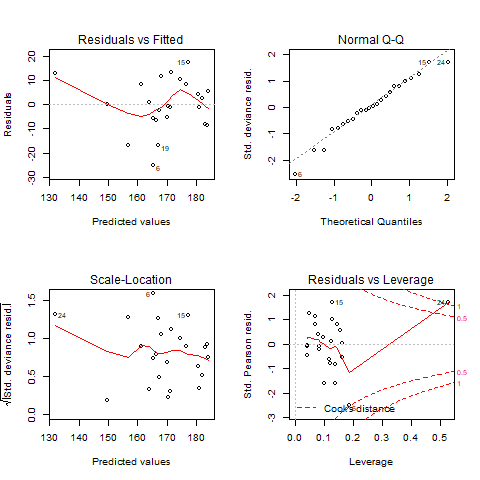 Residuals vs Fitted
Residuals
20
10
0
-10
-20
-30
15
19
6
130 140 150 160 170 180
Predicted values
Normal Q-Q
Std. deviance resid.
2
1
0
-1
-2
15
24
6
-2 -1 0 1 2
Theoretical Quantiles
Scale-Location
√|Std. deviance resid.|
1.5
1.0
0.5
0.0
24
6
15
130 140 150 160 170 180
Predicted values
Residuals vs Leverage
Std. Pearson resid.
2
1
0
-1
-2
-3
15
24
6
1
0.5
0.5
1
Cook's distance
0.0 0.1 0.2 0.3 0.4 0.5
Leverage